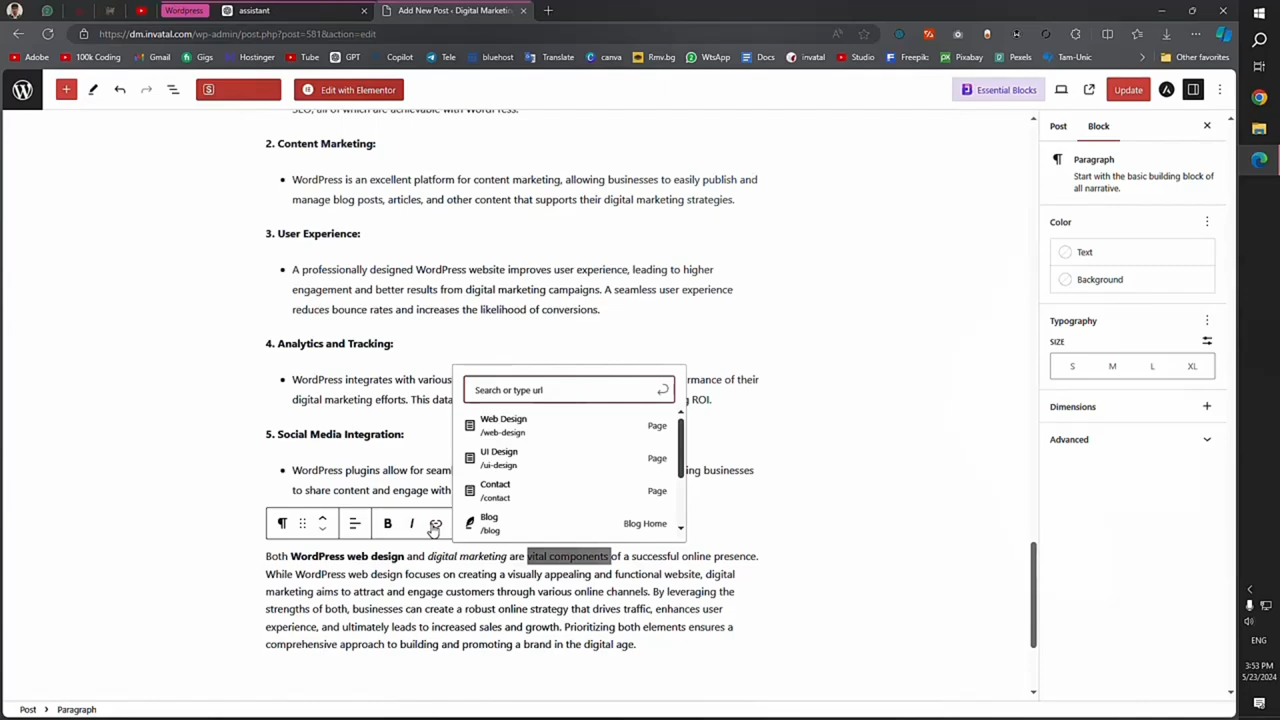 Wordpress
assistant
Add New Post ‹ Digital Marketing
https://dm.invatal.com/wp-admin/post.php?post=581&action=edit
Adobe
100k Coding
Gmail
Gigs
Hostinger
Tube
GPT
Copilot
Tele
bluehost
Translate
canva
Rmv.bg
WtsApp
Docs
invatal
Studio
Freepik
Pixabay
Pexels
Tam-Unic
Other favorites
Edit with Elementor
Essential Blocks
Update
SEO, all of which are achievable with WordPress.
2. Content Marketing:
WordPress is an excellent platform for content marketing, allowing businesses to easily publish and
manage blog posts, articles, and other content that supports their digital marketing strategies.
3. User Experience:
A professionally designed WordPress website improves user experience, leading to higher
engagement and better results from digital marketing campaigns. A seamless user experience
reduces bounce rates and increases the likelihood of conversions.
4. Analytics and Tracking:
WordPress integrates with various
rmance of their
digital marketing efforts. This data
ng ROI.
5. Social Media Integration:
WordPress plugins allow for seam
ing businesses
to share content and engage with
Search or type url
Web Design
/web-design
Page
UI Design
/ui-design
Page
Contact
/contact
Page
Blog
/blog
Blog Home
B I
Both WordPress web design and digital marketing are vital components of a successful online presence.
While WordPress web design focuses on creating a visually appealing and functional website, digital
marketing aims to attract and engage customers through various online channels. By leveraging the
strengths of both, businesses can create a robust online strategy that drives traffic, enhances user
experience, and ultimately leads to increased sales and growth. Prioritizing both elements ensures a
comprehensive approach to building and promoting a brand in the digital age.
Post
Block
Paragraph
Start with the basic building block of
all narrative.
Color
Text
Background
Typography
SIZE
S M L XL
Dimensions
Advanced
Post › Paragraph
ENG
3:53 PM
5/23/2024